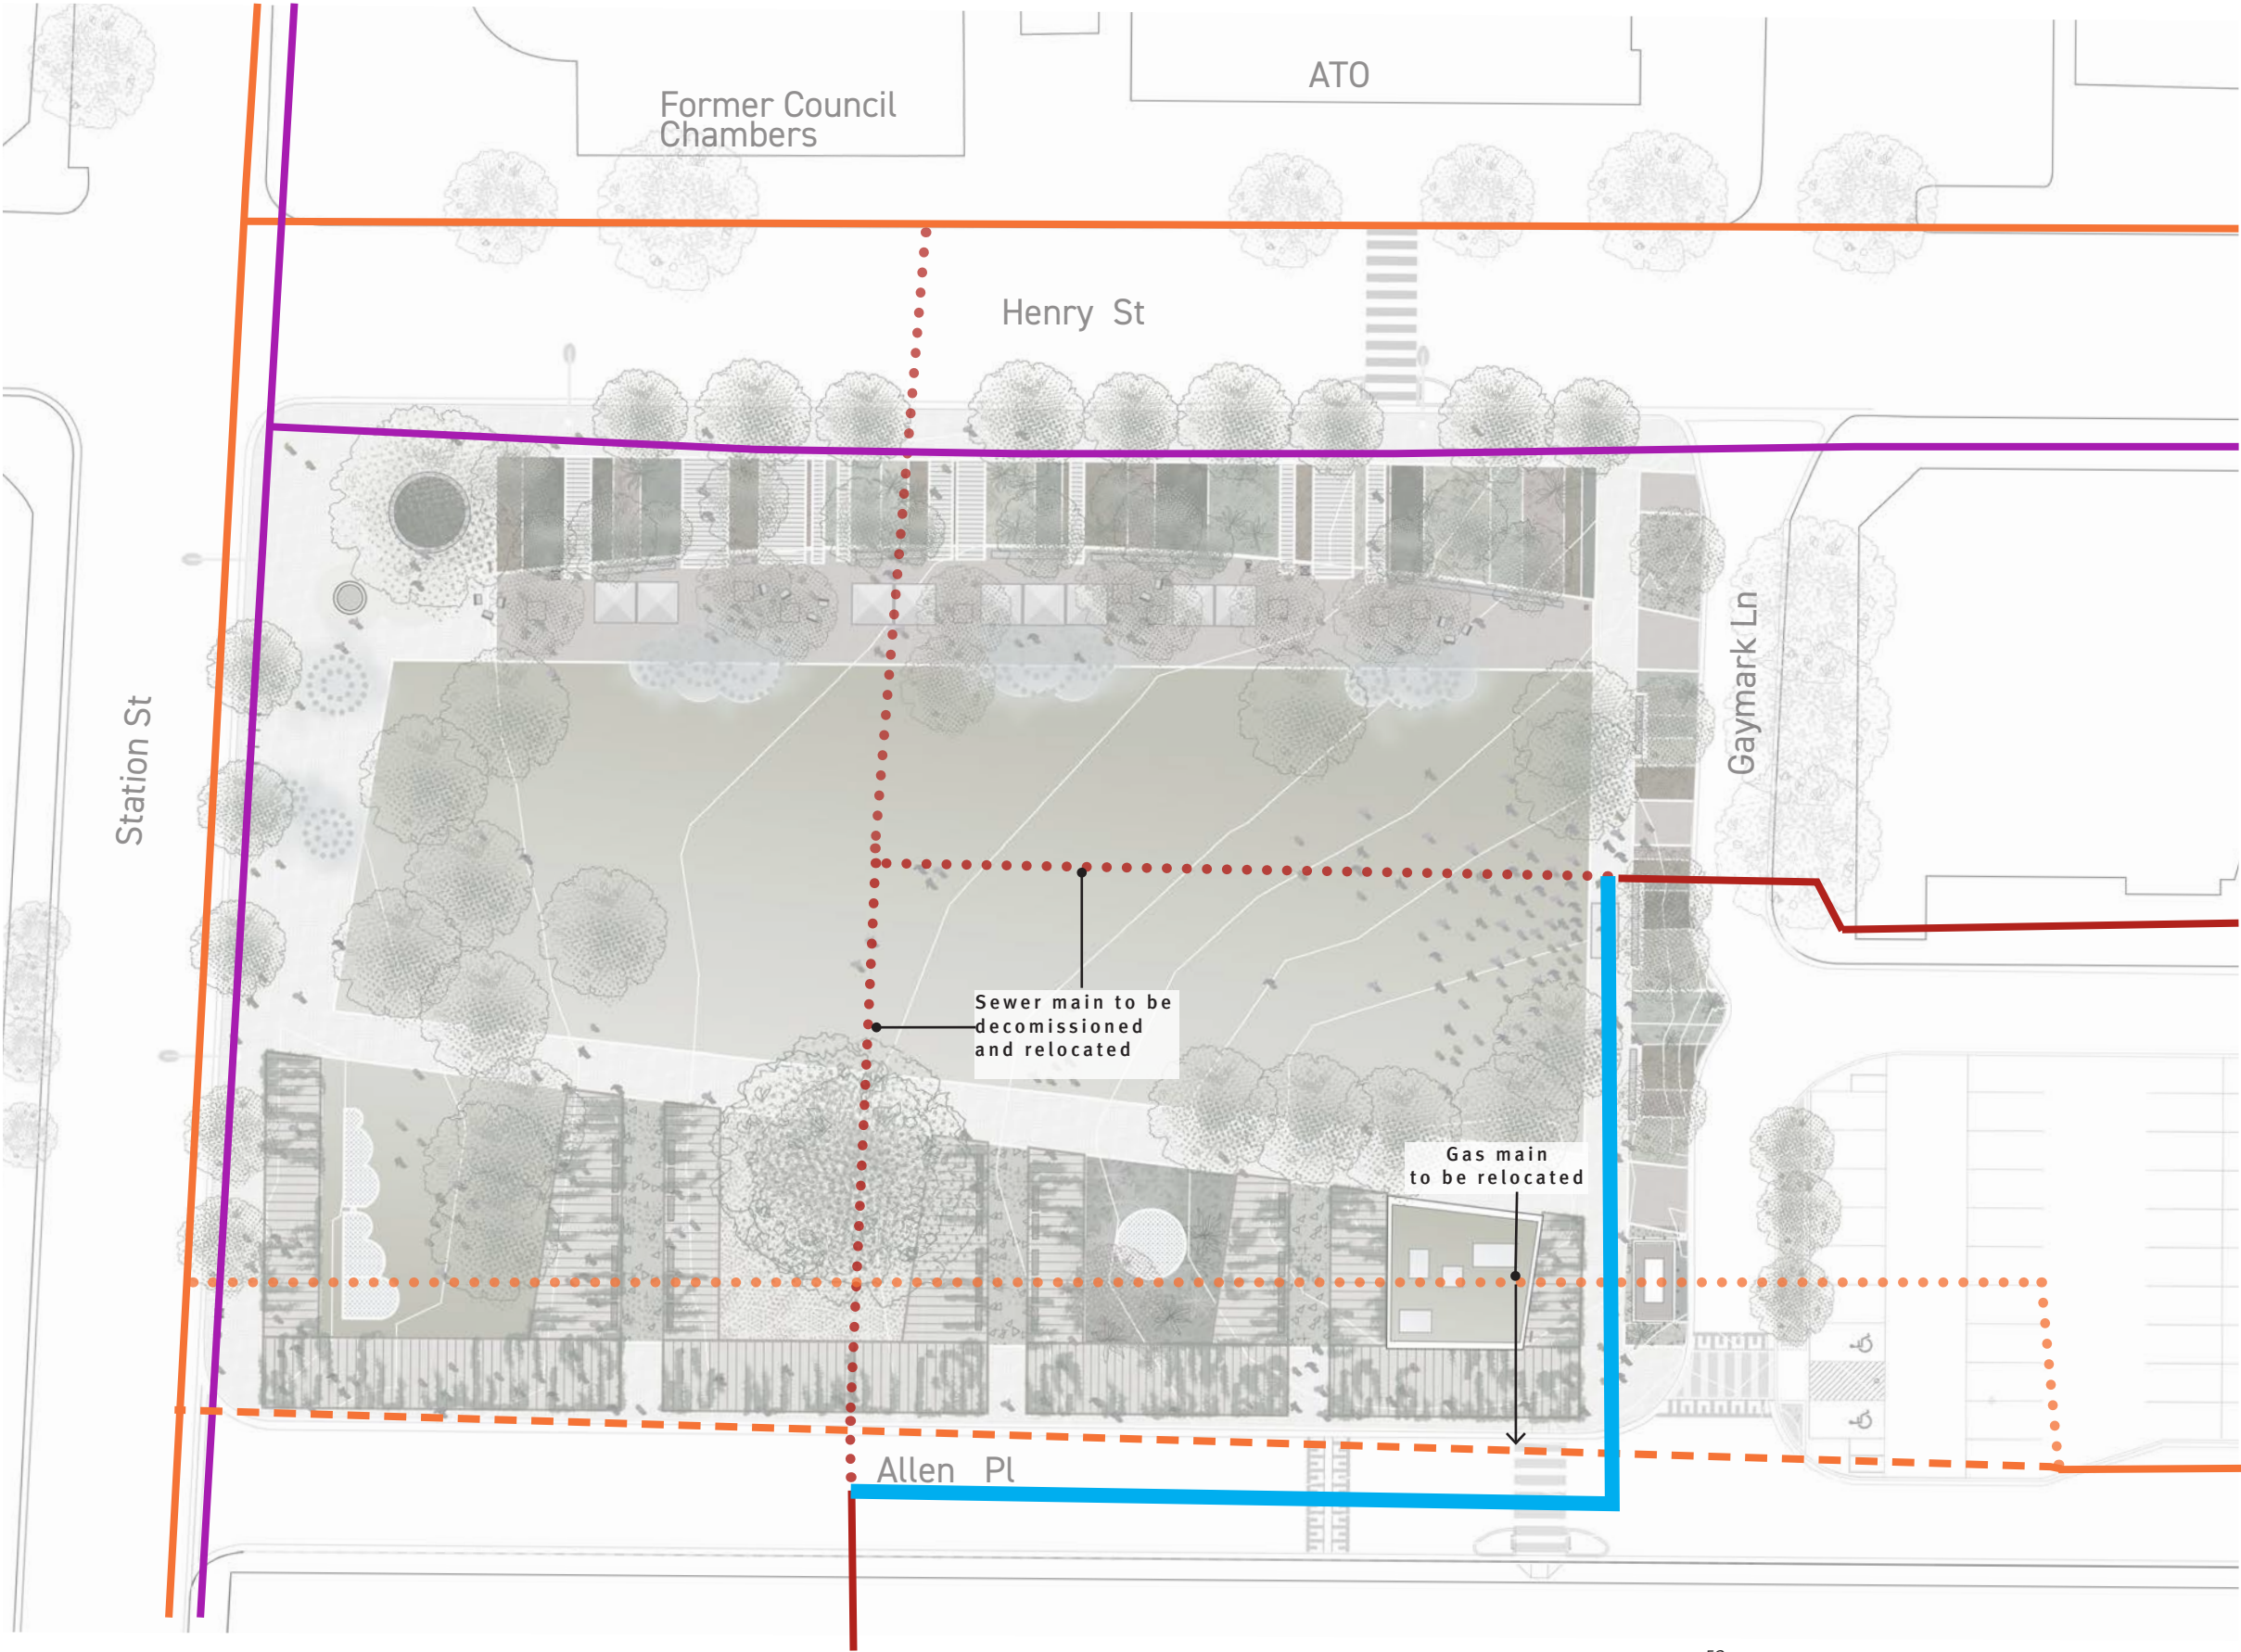 ATO
Former Council
Chambers
Henry St
Station St
Gaymark Ln
Sewer main to be
decomissioned
and relocated
Gas main
to be relocated
Allen Pl